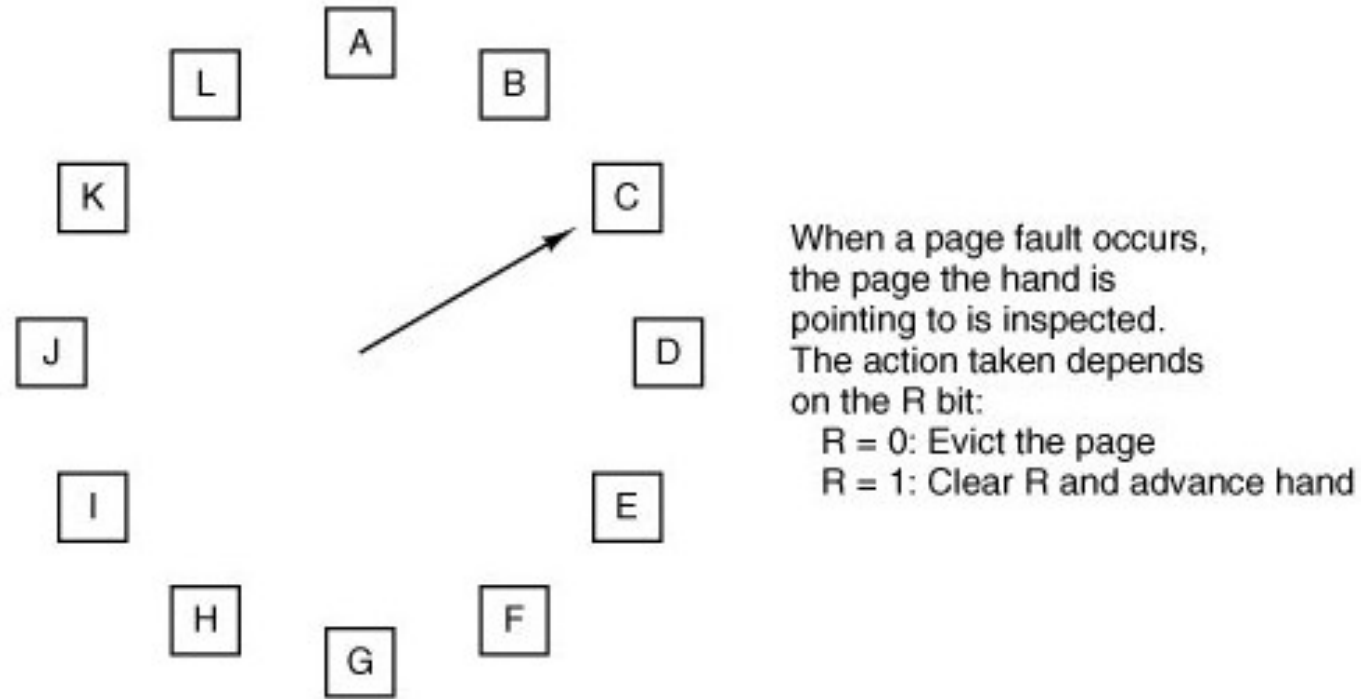 A
L
B
K
C
J
D
I
E
H
F
G
When a page fault occurs,
the page the hand is
pointing to is inspected.
The action taken depends
on the R bit:
R = 0: Evict the page
R = 1: Clear R and advance hand